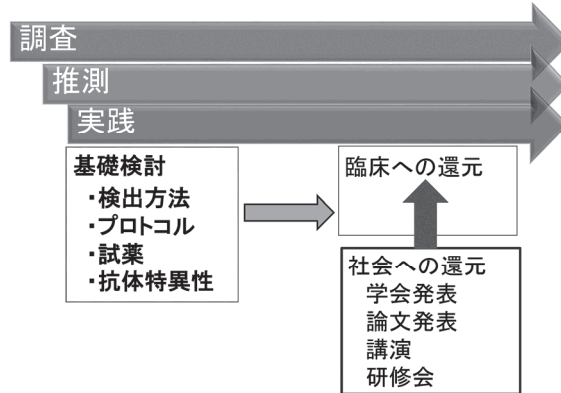 調査
推測
実践
基礎検討
・検出方法
・プロトコル
・試薬
・抗体特異性
臨床への還元
社会への還元
学会発表
論文発表
講演
研修会